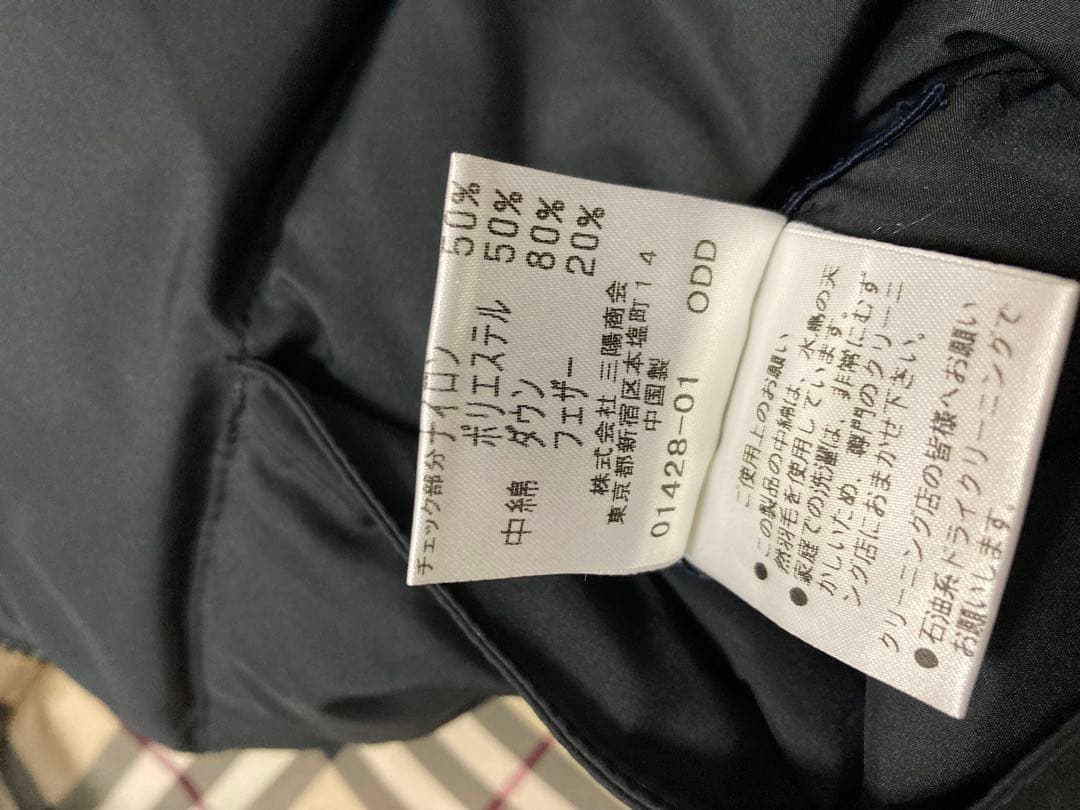 チェック部分 ナイロン 50%
ポリエステル 50%
中綿 ダウン 80%
フェザー 20%
株式会社 三陽商会
東京都新宿区本塩町14
中国製
01428-01 ODD
ご使用上のお願い
●この製品の中綿は、水鳥の天
然羽毛を使用しています。
●家庭での洗濯は、非常にむず
かしいため、専門のクリーニ
ング店におまかせ下さい。
クリーニング店の皆様へお願い
●石油系ドライクリーニングで
お願いします。